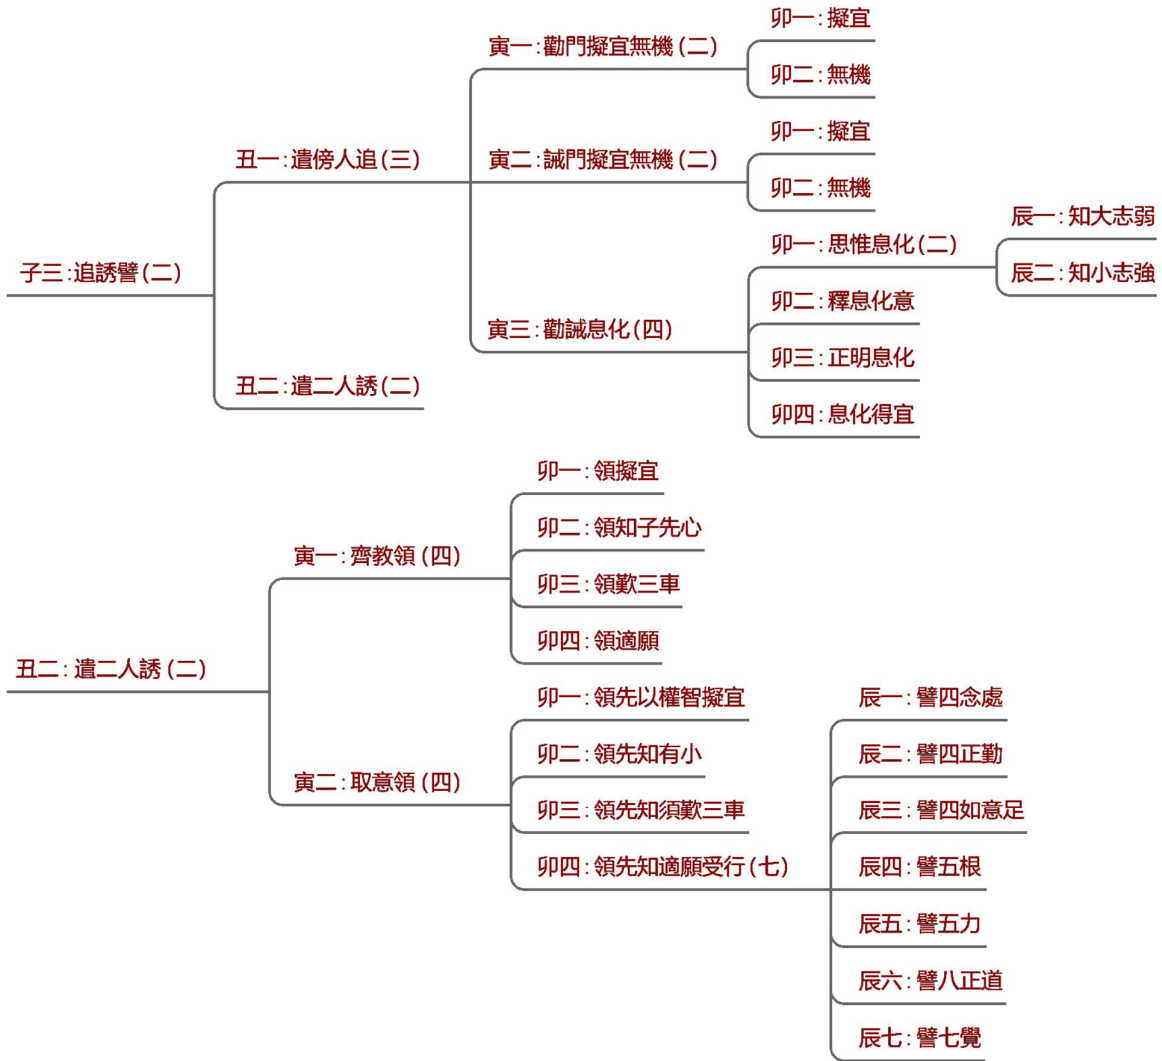 子三：追誘譬(二)
丑一：遣傍人追(三)
寅一：勸門擬宜無機(二)
卯一：擬宜
卯二：無機
寅二：誡門擬宜無機(二)
卯一：擬宜
卯二：無機
寅三：勸誡息化(四)
卯一：思惟息化(二)
辰一：知大志弱
辰二：知小志強
卯二：釋息化意
卯三：正明息化
卯四：息化得宜
丑二：遣二人誘(二)
丑二：遣二人誘(二)
寅一：齊教領(四)
卯一：領擬宜
卯二：領知子先心
卯三：領歎三車
卯四：領適願
寅二：取意領(四)
卯一：領先以權智擬宜
卯二：領先知有小
卯三：領先知須歎三車
卯四：領先知適願受行(七)
辰一：譬四念處
辰二：譬四正勤
辰三：譬四如意足
辰四：譬五根
辰五：譬五力
辰六：譬八正道
辰七：譬七覺